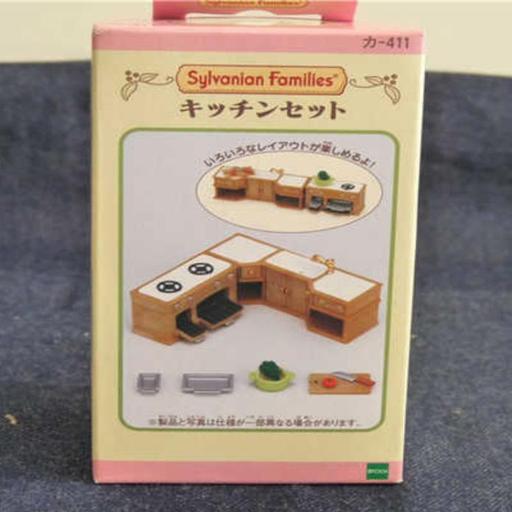 Sylvanian Families
カ-411
Sylvanian Families®
キッチンセット
いろいろなレイアウトが楽しめるよ!
※製品と写真は仕様が一部異なる場合があります。
EPOCH